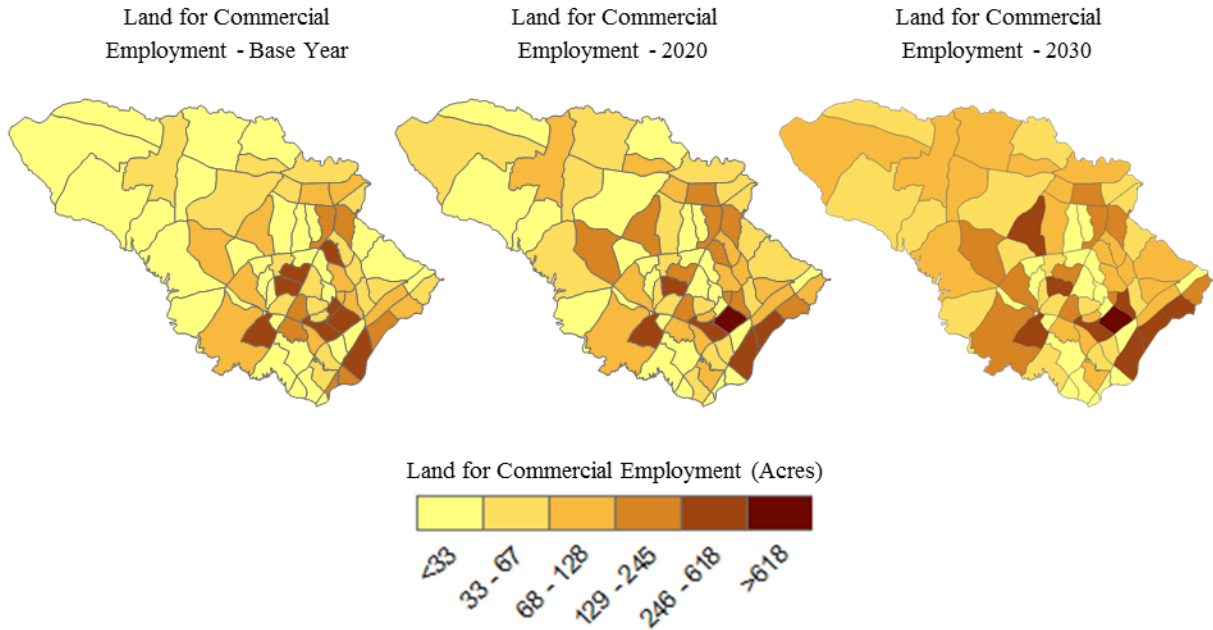 Land for Commercial
Employment - Base Year
Land for Commercial
Employment - 2020
Land for Commercial
Employment - 2030
Land for Commercial Employment (Acres)
<33
33 - 67
68 - 128
129 - 245
246 - 618
>618